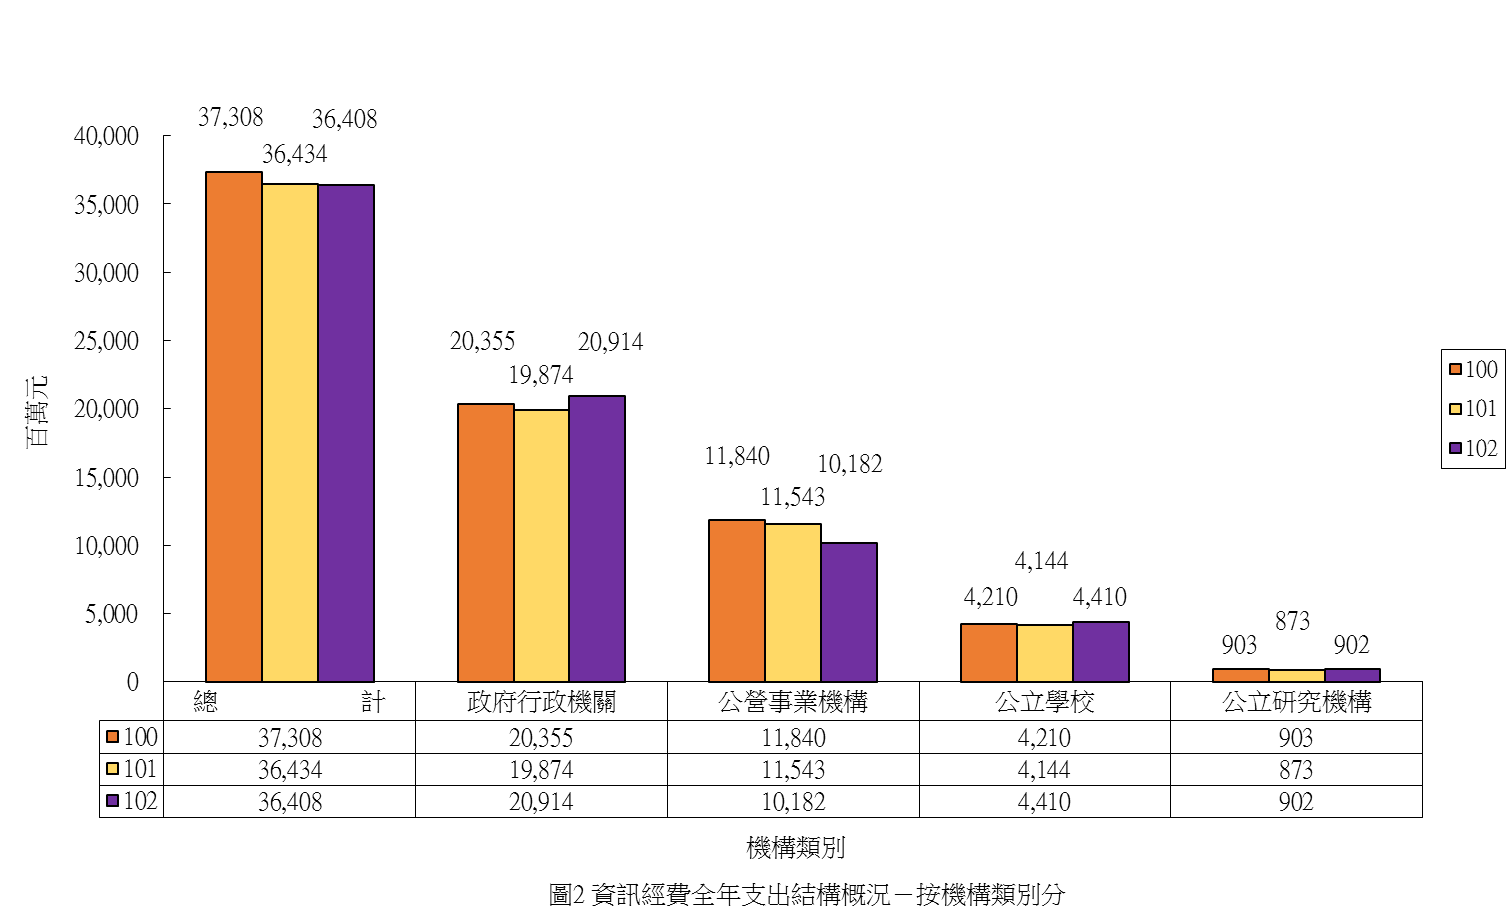 37,308 36,434 36,408
20,355 19,874 20,914
11,840 11,543 10,182
4,210 4,144 4,410
903 873 902
40,000
35,000
30,000
25,000
20,000
15,000
10,000
5,000
0
百萬元
100
101
102
總 計 政府行政機關 公營事業機構 公立學校 公立研究機構
100 37,308 20,355 11,840 4,210 903
101 36,434 19,874 11,543 4,144 873
102 36,408 20,914 10,182 4,410 902
機構類別
圖2 資訊經費全年支出結構概況－按機構類別分